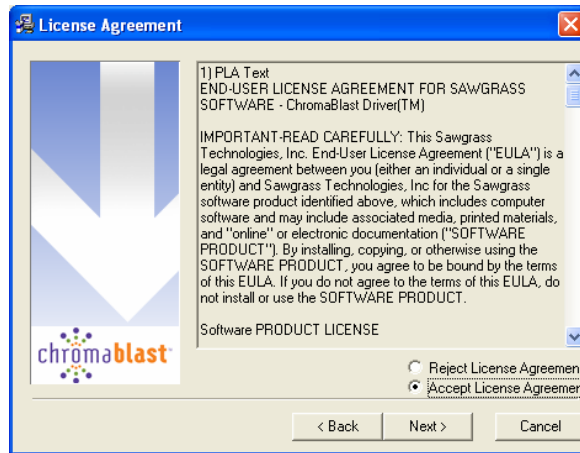 License Agreement
1) PLA Text
END-USER LICENSE AGREEMENT FOR SAWGRASS
SOFTWARE - ChromaBlast Driver(TM)
IMPORTANT-READ CAREFULLY: This Sawgrass
Technologies, Inc. End-User License Agreement ("EULA") is a
legal agreement between you (either an individual or a single
entity) and Sawgrass Technologies, Inc for the Sawgrass
software product identified above, which includes computer
software and may include associated media, printed materials,
and "online" or electronic documentation ("SOFTWARE
PRODUCT"). By installing, copying, or otherwise using the
SOFTWARE PRODUCT, you agree to be bound by the terms
of this EULA. If you do not agree to the terms of this EULA, do
not install or use the SOFTWARE PRODUCT.
Software PRODUCT LICENSE
chromablast
Reject License Agreemen
Accept License Agreemen
< Back
Next >
Cancel